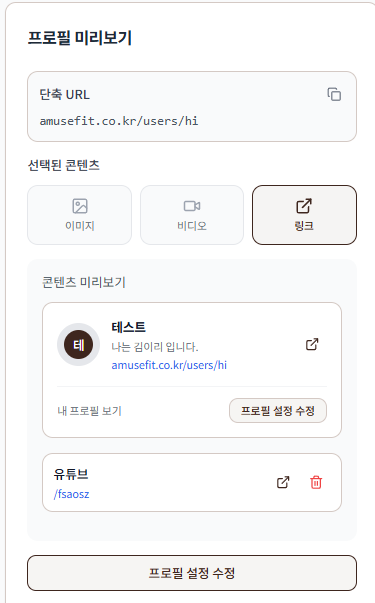 프로필 미리보기
단축 URL
amusefit.co.kr/users/hi
선택된 콘텐츠
이미지
비디오
링크
콘텐츠 미리보기
테
테스트
나는 김이리 입니다.
amusefit.co.kr/users/hi
내 프로필 보기
프로필 설정 수정
유튜브
/fsaosz
프로필 설정 수정